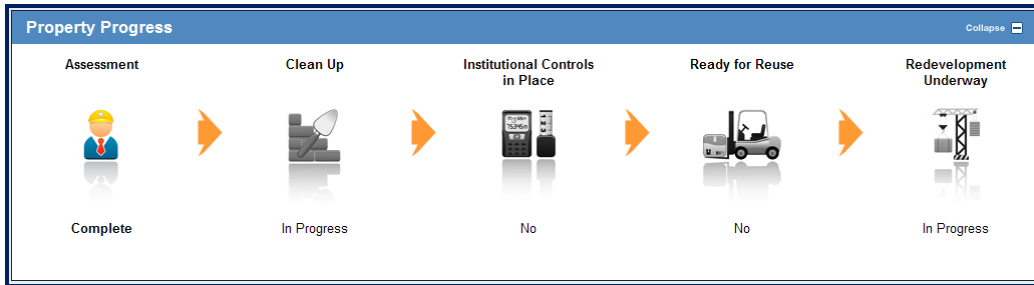 Property Progress
Collapse
Assessment
Clean Up
Institutional Controls
in Place
Ready for Reuse
Redevelopment
Underway
Complete
In Progress
No
No
In Progress